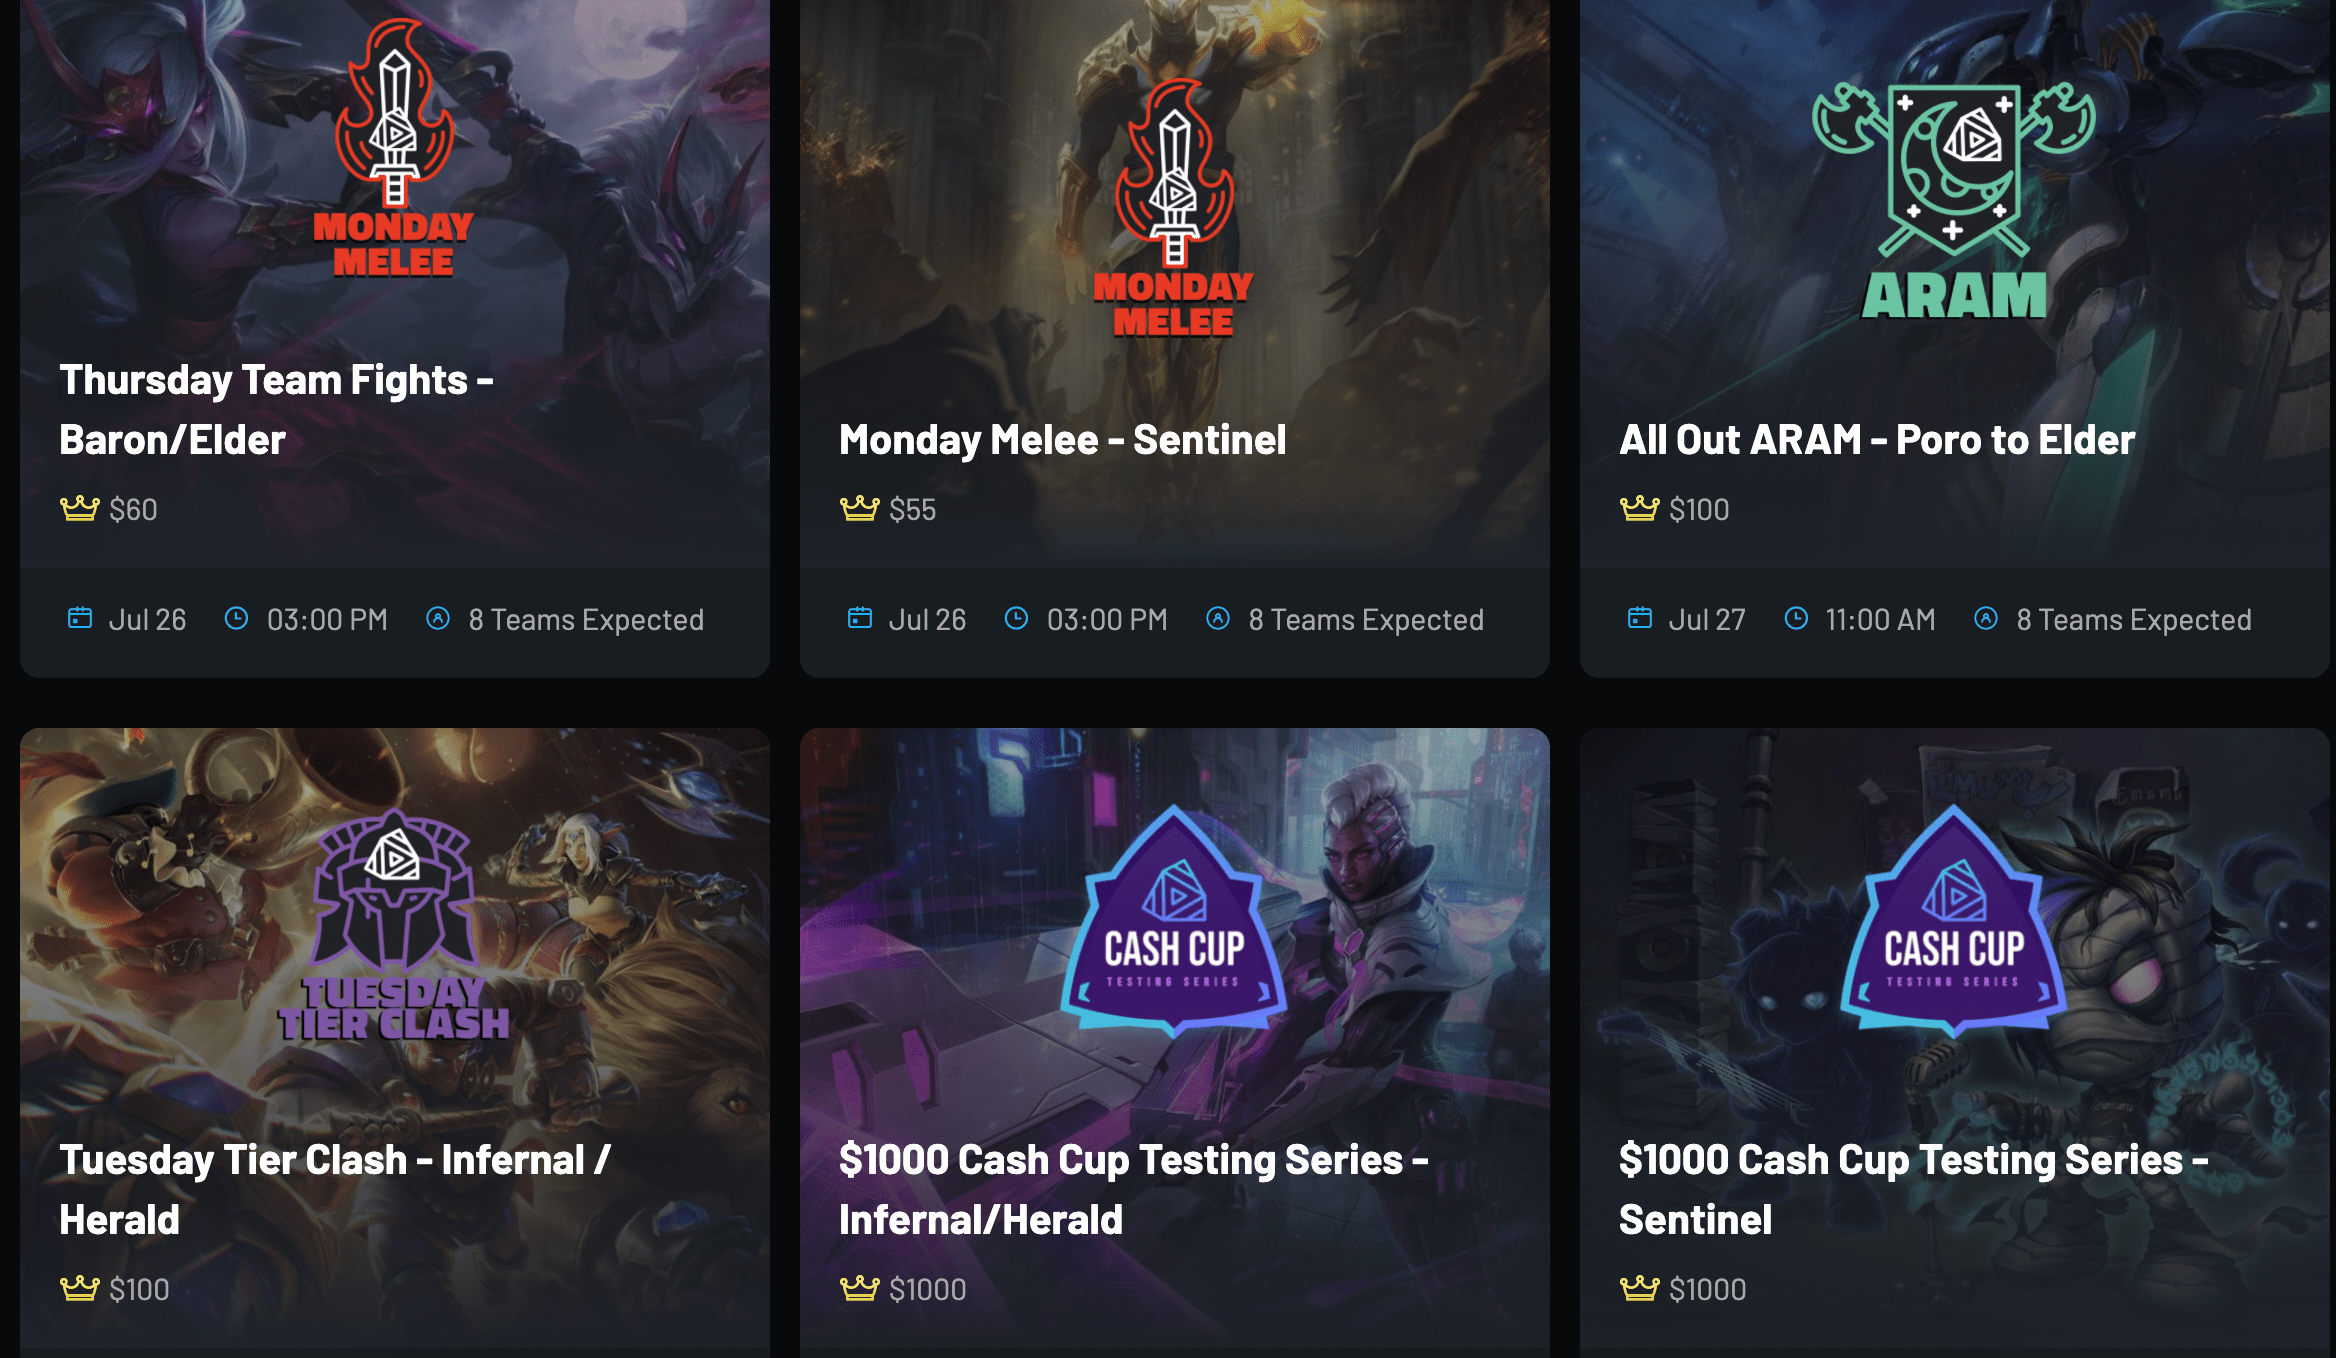 MONDAY
MELEE
Thursday Team Fights -
Baron/Elder
$60
Jul 26 03:00 PM 8 Teams Expected
MONDAY
MELEE
Monday Melee - Sentinel
$55
Jul 26 03:00 PM 8 Teams Expected
ARAM
All Out ARAM - Poro to Elder
$100
Jul 27 11:00 AM 8 Teams Expected
TUESDAY
TIER CLASH
Tuesday Tier Clash - Infernal /
Herald
$100
CASH CUP
TESTING SERIES
$1000 Cash Cup Testing Series -
Infernal/Herald
$1000
CASH CUP
TESTING SERIES
$1000 Cash Cup Testing Series -
Sentinel
$1000